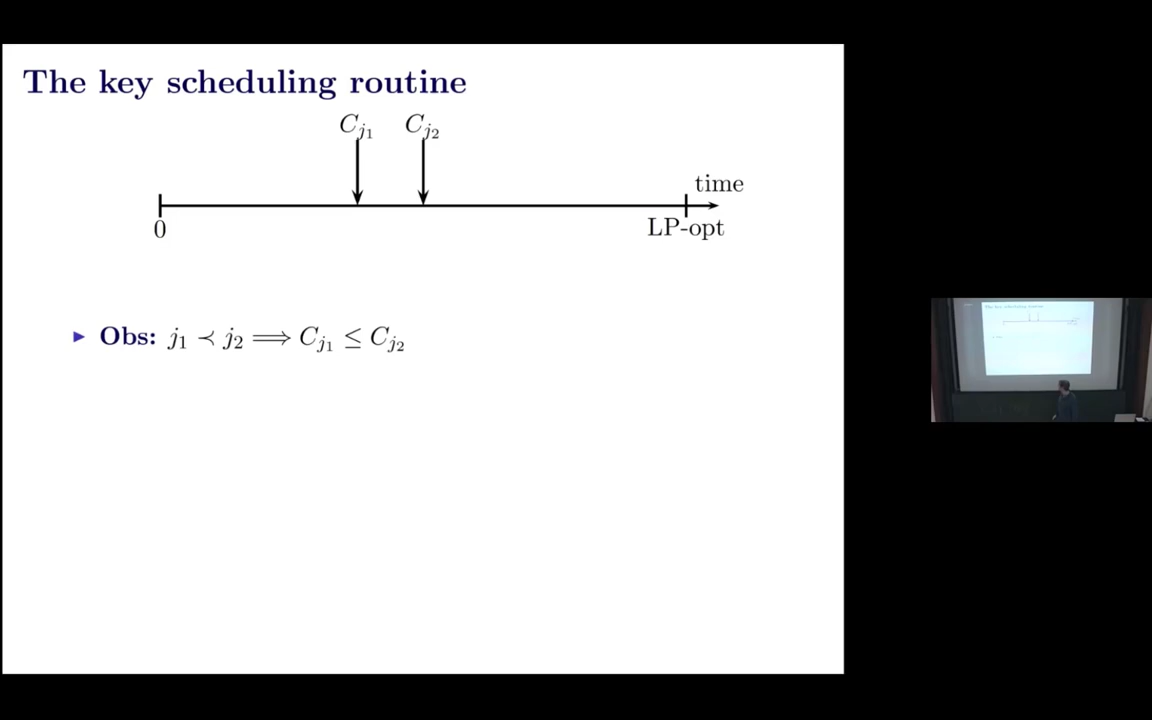 The key scheduling routine
C_{j_1} C_{j_2}
time
0 LP-opt
▶ Obs: j_1 ≺ j_2 ⟹ C_{j_1} ≤ C_{j_2}